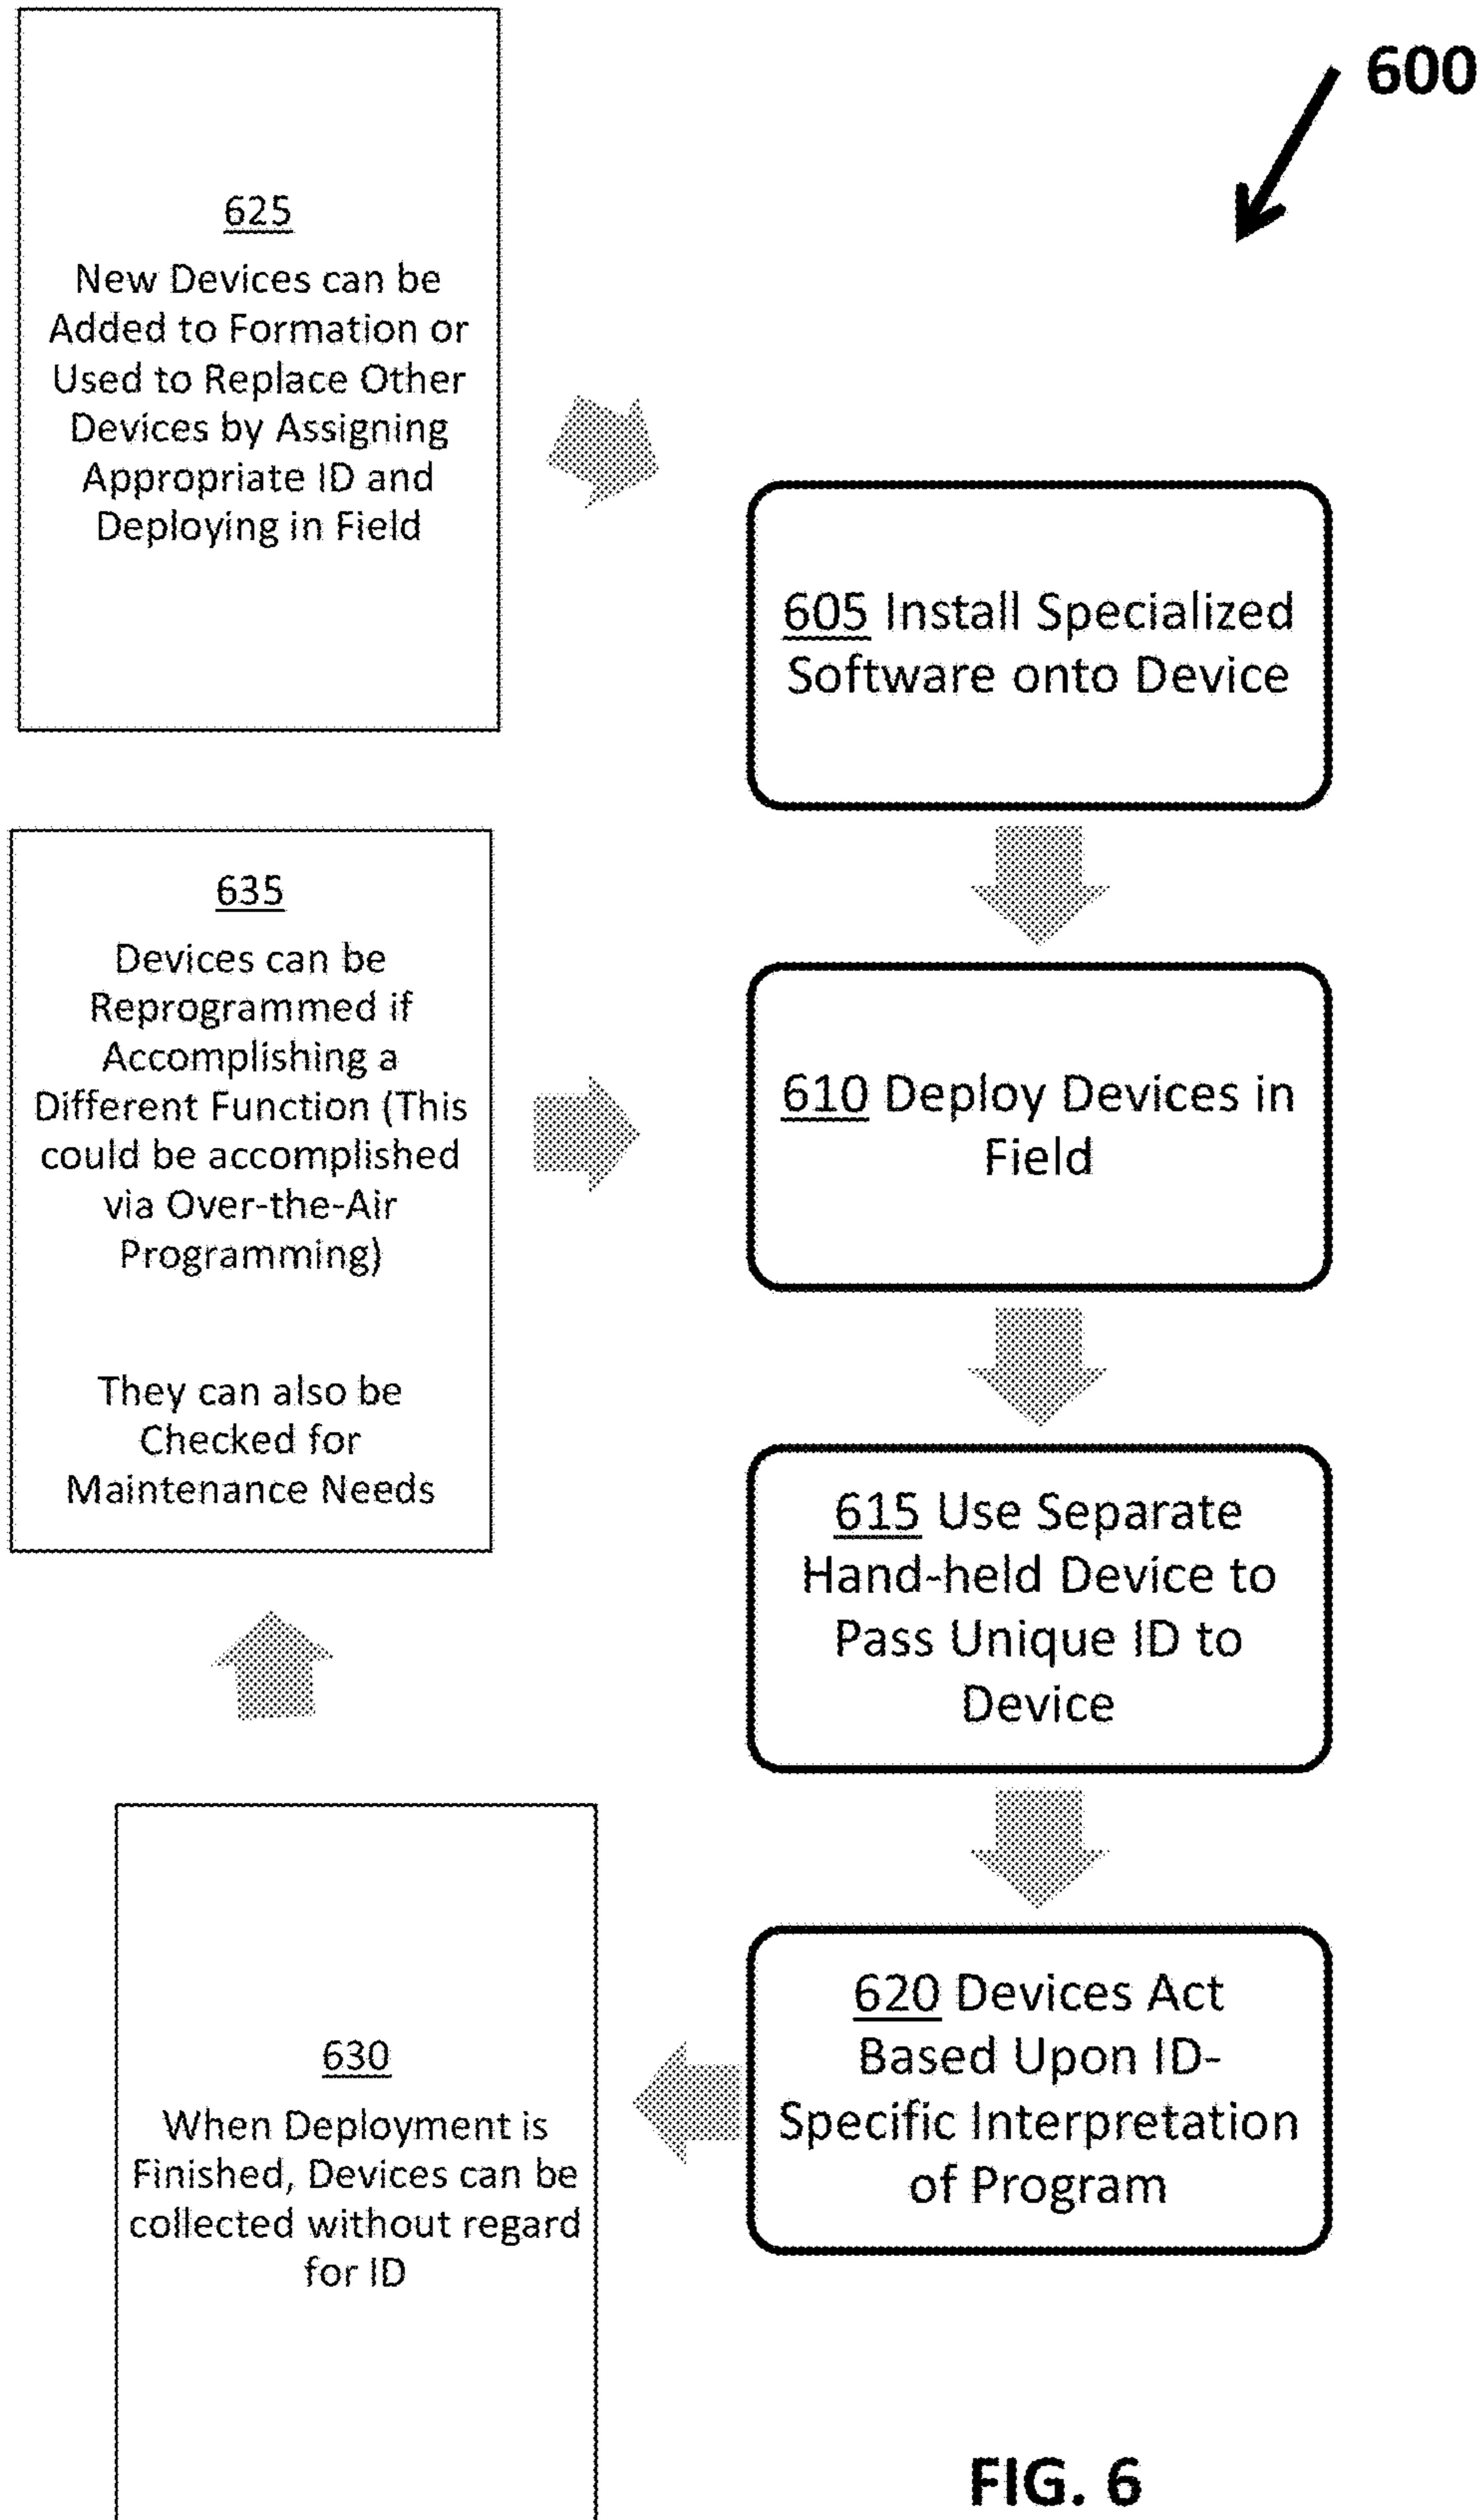 600
625
New Devices can be
Added to Formation or
Used to Replace Other
Devices by Assigning
Appropriate ID and
Deploying in Field
605 Install Specialized
Software onto Device
635
Devices can be
Reprogrammed if
Accomplishing a
Different Function (This
could be accomplished
via Over-the-Air
Programming)
They can also be
Checked for
Maintenance Needs
610 Deploy Devices in
Field
615 Use Separate
Hand-held Device to
Pass Unique ID to
Device
620 Devices Act
Based Upon ID-
Specific Interpretation
of Program
630
When Deployment is
Finished, Devices can be
collected without regard
for ID
FIG. 6